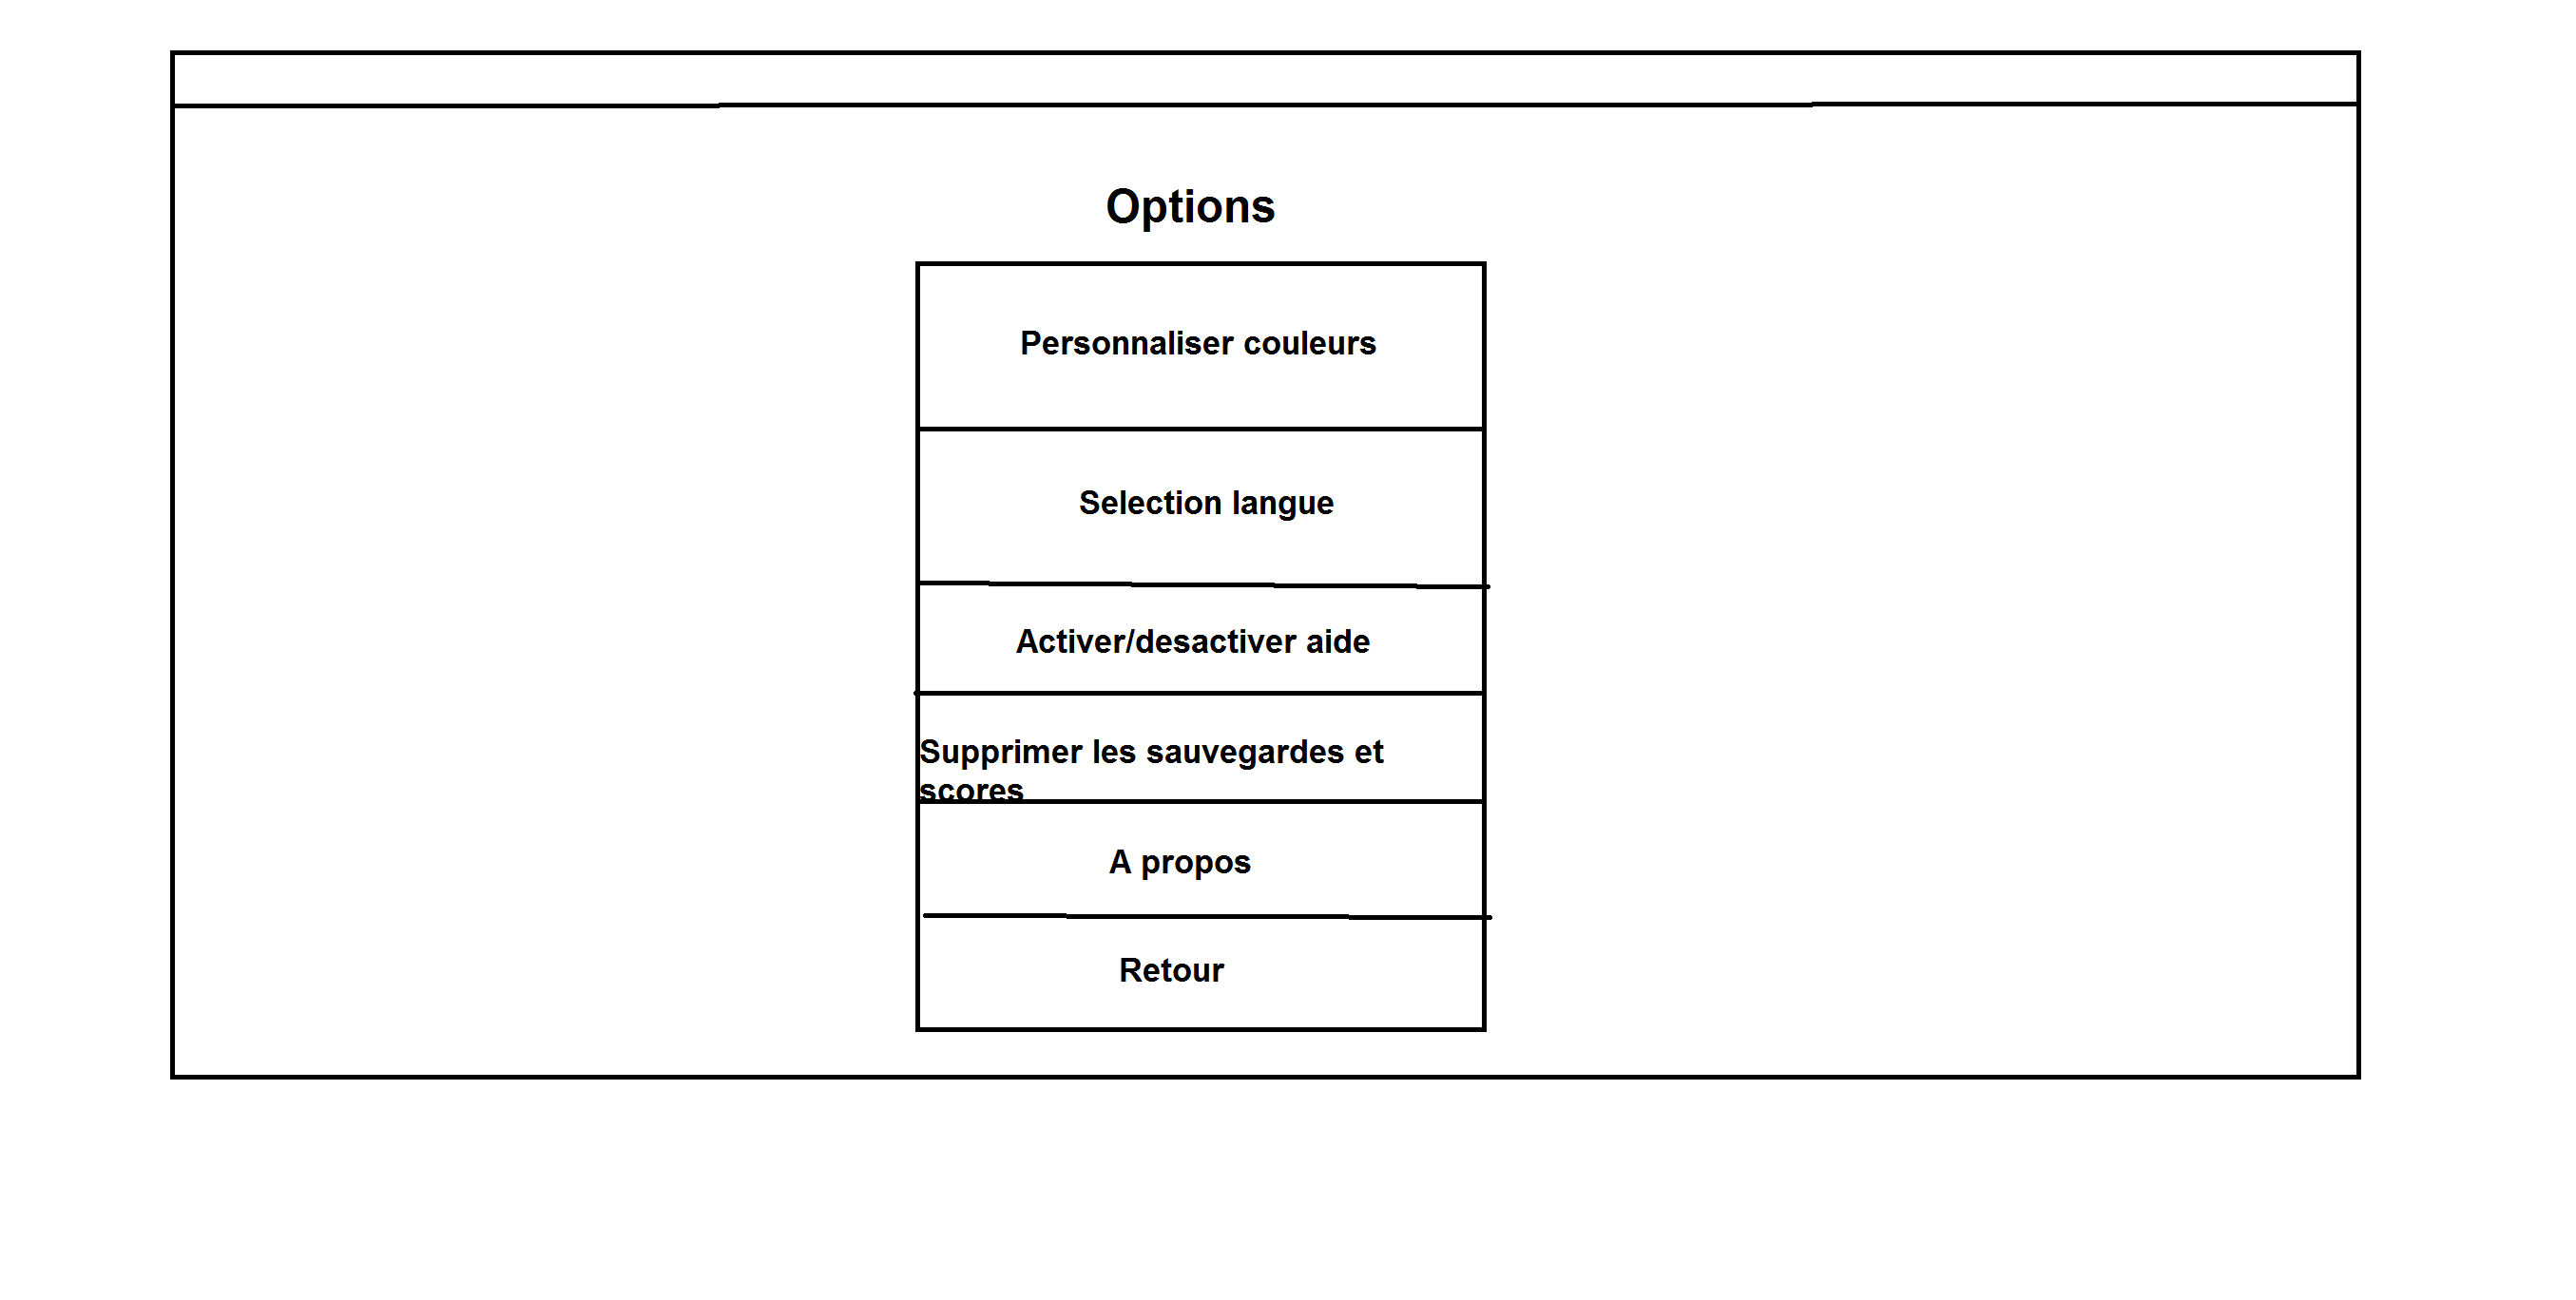 Options
Personnaliser couleurs
Selection langue
Activer/desactiver aide
Supprimer les sauvegardes et
scores
A propos
Retour